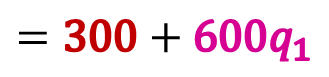 = 300 + 600q₁